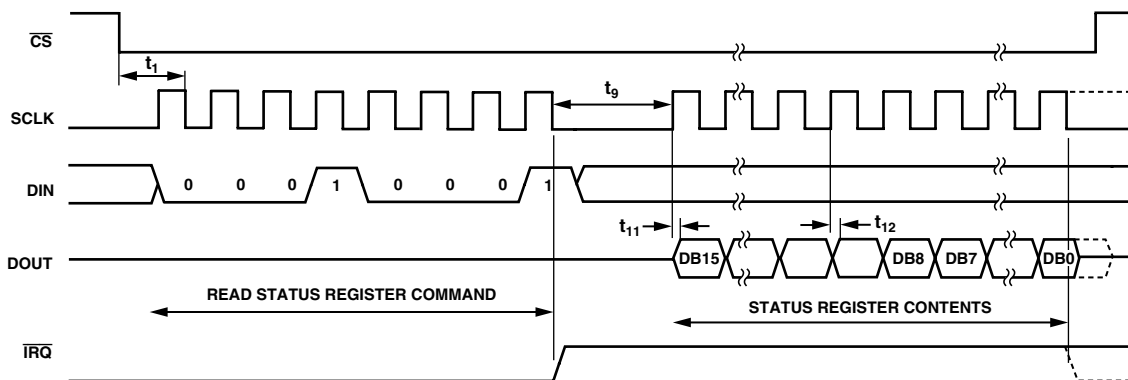 CS
t1
t9
SCLK
DIN
0 0 0 1 0 0 0 1
t11
t12
DOUT
DB15 DB8 DB7 DB0
READ STATUS REGISTER COMMAND
STATUS REGISTER CONTENTS
IRQ